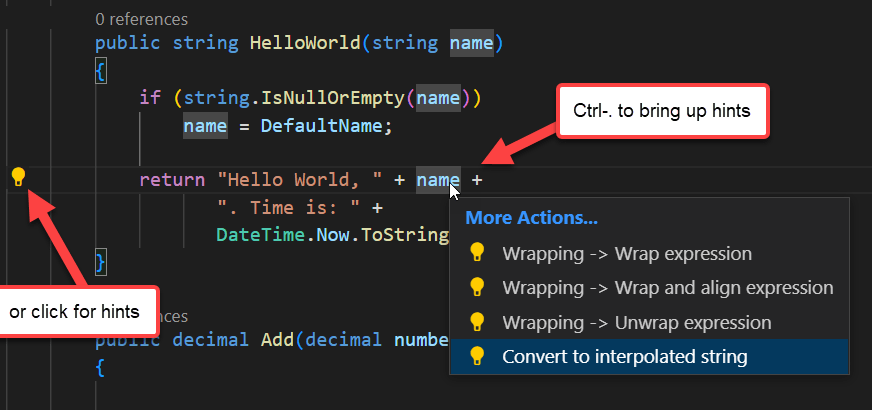 0 references
public string HelloWorld(string name)
{
if (string.IsNullOrEmpty(name))
name = DefaultName;
Ctrl-. to bring up hints
return "Hello World, " + name +
". Time is: " +
DateTime.Now.ToString
}
More Actions...
Wrapping -> Wrap expression
Wrapping -> Wrap and align expression
Wrapping -> Unwrap expression
Convert to interpolated string
or click for hints
public decimal Add(decimal numbe
{